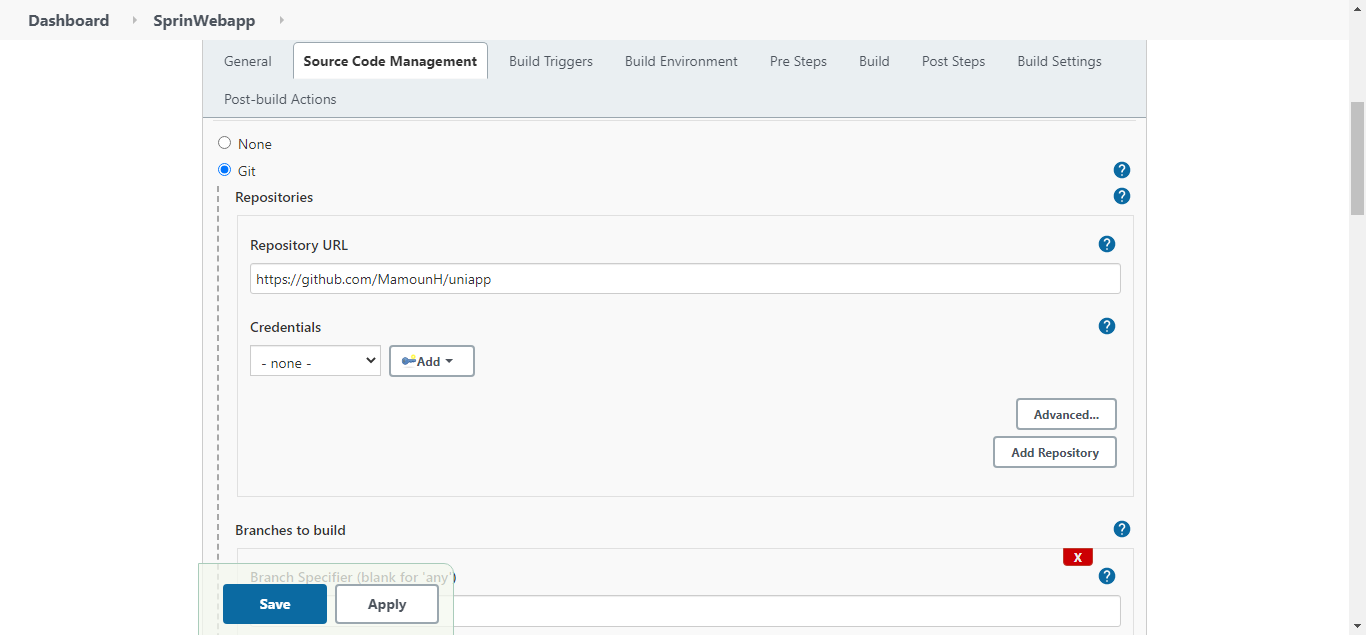 Dashboard SprinWebapp
General Source Code Management Build Triggers Build Environment Pre Steps Build Post Steps Build Settings
Post-build Actions
None
Git ?
Repositories ?
Repository URL ?
https://github.com/MamounH/uniapp
Credentials ?
- none - Add
Advanced...
Add Repository
Branches to build ?
X
Branch Specifier (blank for 'any') ?
Save Apply